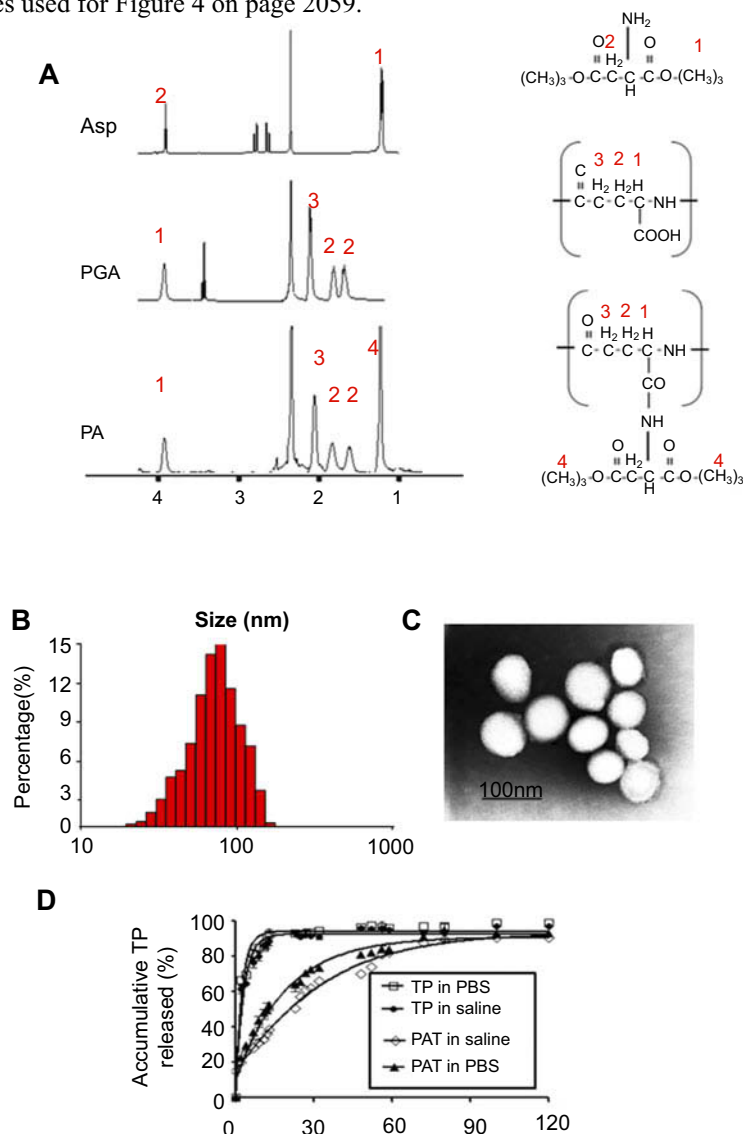 es used for Figure 4 on page 2059.
A
Asp
2
1
PGA
1
3
2 2
PA
1
3
2 2
4
4 3 2 1
NH₂
O 2 O 1
H₂
(CH₃)₃-O-C-C-C-C-O-(CH₃)₃
H
3 2 1
C H₂ H₂H
C-C-C-C-NH
COOH
3 2 1
O H₂ H₂ H
C-C-C-C-NH
CO
NH
4 O H₂ O 4
(CH₃)₃-O-C-C-C-C-O-(CH₃)₃
H
B
Size (nm)
Percentage(%)
15
12
9
6
3
0
10 100 1000
C
100nm
D
Accumulative TP
released (%)
100
80
60
40
20
0
0 30 60 90 120
TP in PBS
TP in saline
PAT in saline
PAT in PBS